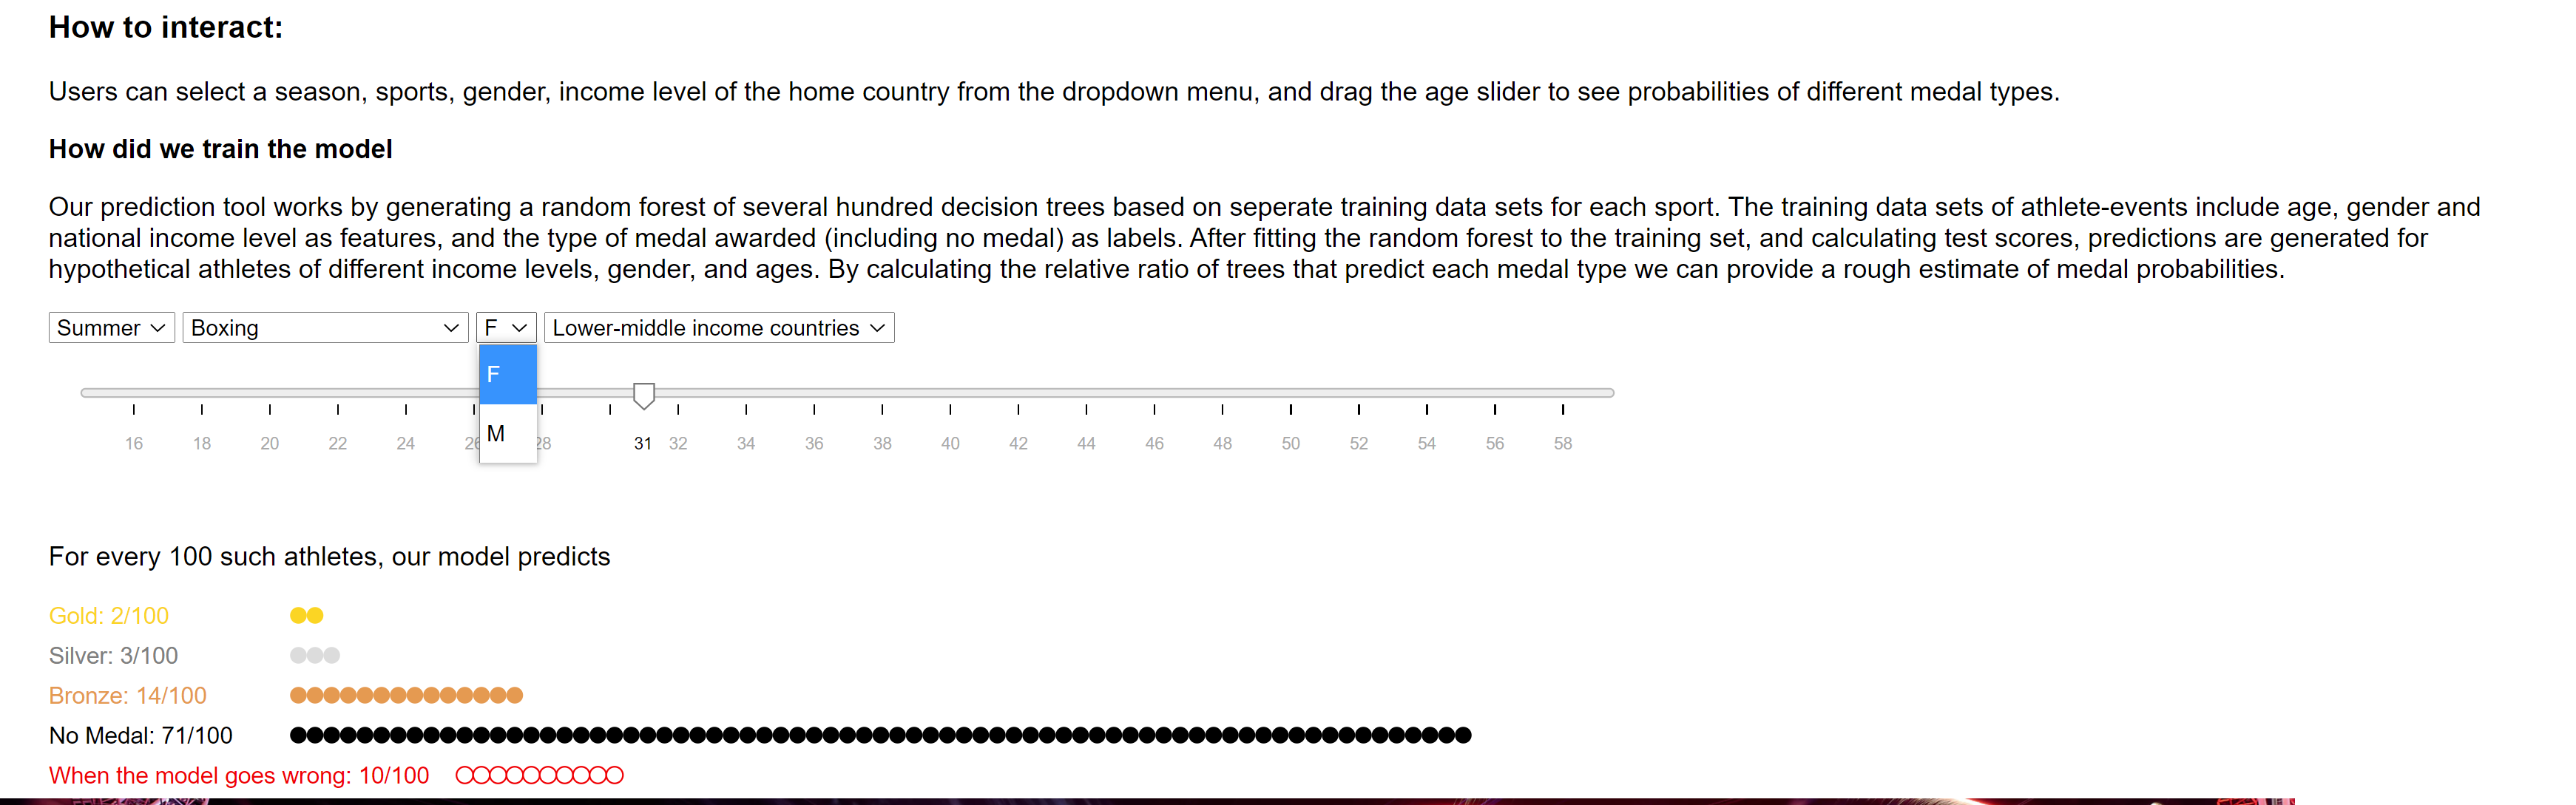 How to interact:
Users can select a season, sports, gender, income level of the home country from the dropdown menu, and drag the age slider to see probabilities of different medal types.
How did we train the model
Our prediction tool works by generating a random forest of several hundred decision trees based on seperate training data sets for each sport. The training data sets of athlete-events include age, gender and
national income level as features, and the type of medal awarded (including no medal) as labels. After fitting the random forest to the training set, and calculating test scores, predictions are generated for
hypothetical athletes of different income levels, gender, and ages. By calculating the relative ratio of trees that predict each medal type we can provide a rough estimate of medal probabilities.
Summer Boxing F Lower-middle income countries
F
M
16 18 20 22 24 26 28 31 32 34 36 38 40 42 44 46 48 50 52 54 56 58
For every 100 such athletes, our model predicts
Gold: 2/100
Silver: 3/100
Bronze: 14/100
No Medal: 71/100
When the model goes wrong: 10/100